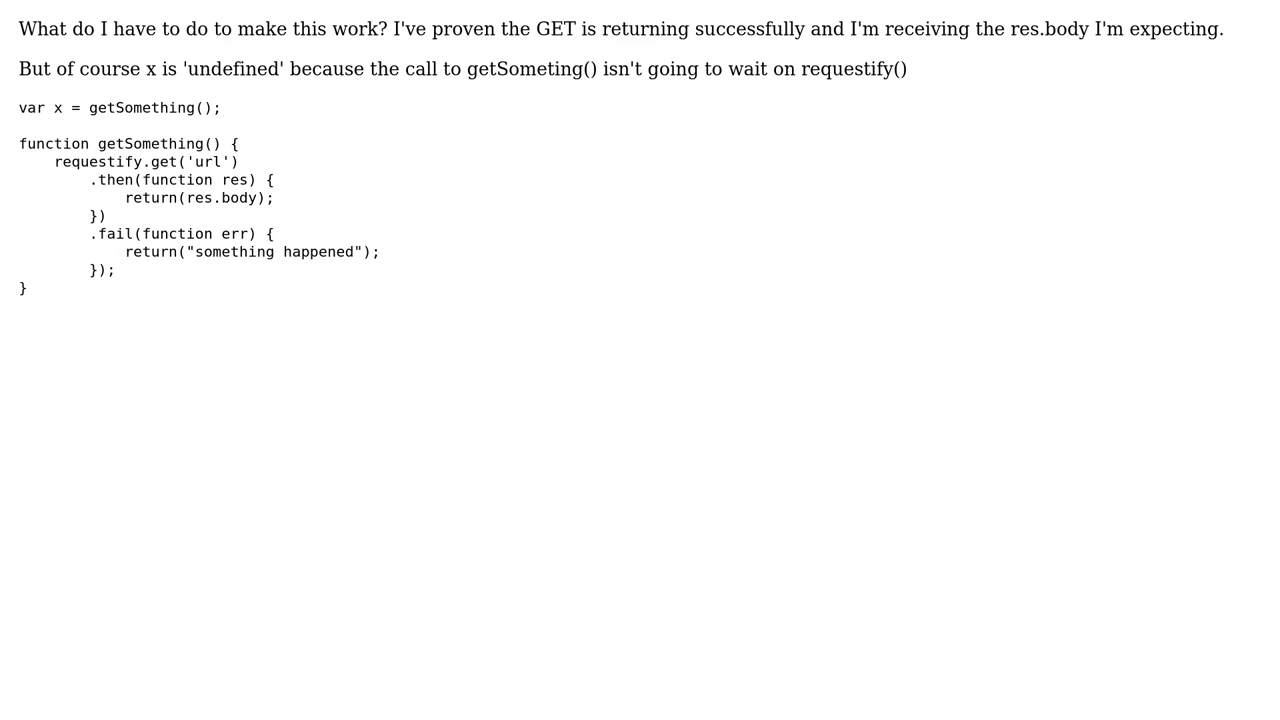 What do I have to do to make this work? I've proven the GET is returning successfully and I'm receiving the res.body I'm expecting.
But of course x is 'undefined' because the call to getSometing() isn't going to wait on requestify()
var x = getSomething();
function getSomething() {
    requestify.get('url')
        .then(function res) {
            return(res.body);
        })
        .fail(function err) {
            return("something happened");
        });
}